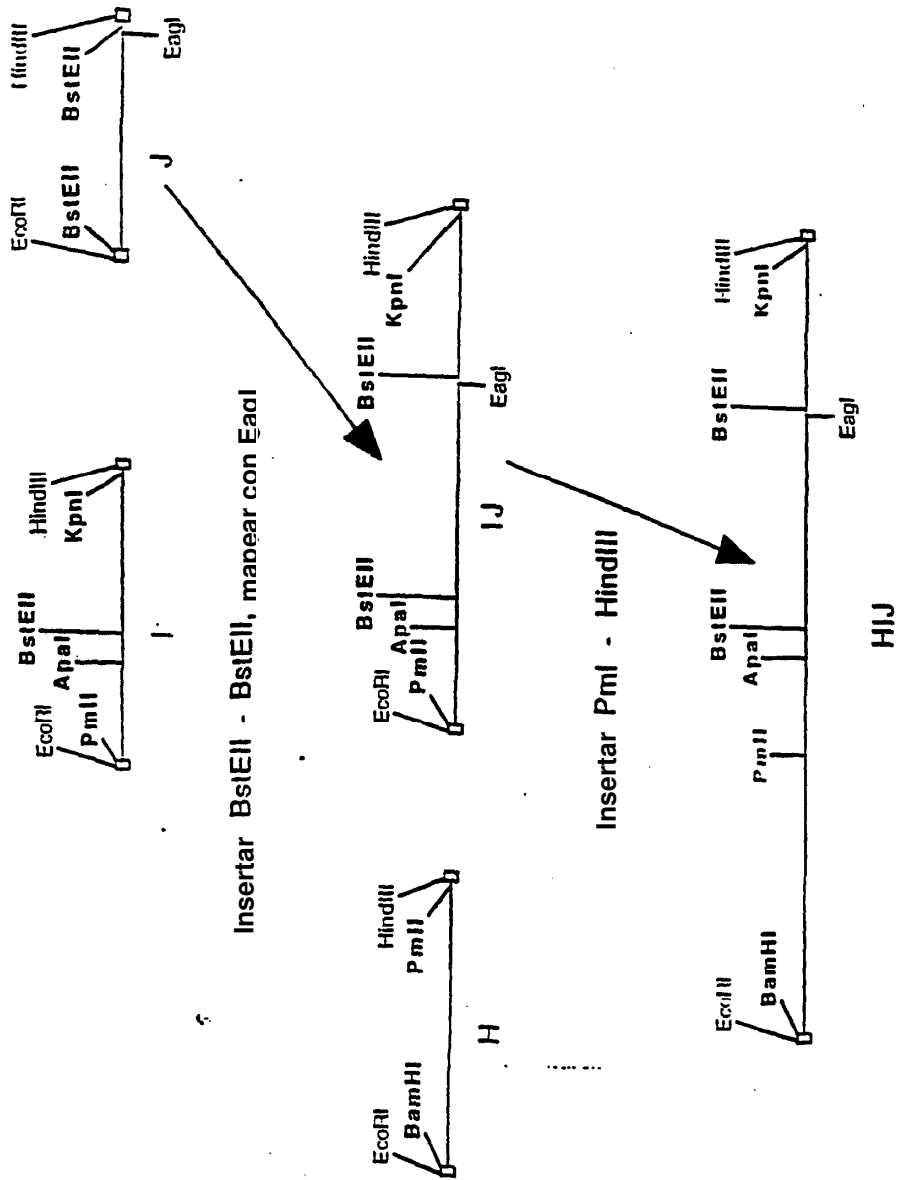 EcoRI
PmlI
ApaI
BstEII
HindIII
KpnI
I
EcoRI
BstEII
HindIII
BstEII
EagI
J
Insertar BstEII - BstEII, mapear con EagI
EcoRI
BamHI
HindIII
PmlI
H
EcoRI
PmlI
ApaI
BstEII
BstEII
HindIII
KpnI
EagI
IJ
Insertar PmI - HindIII
EcoRI
BamHI
PmlI
ApaI
BstEII
BstEII
HindIII
KpnI
EagI
HIJ